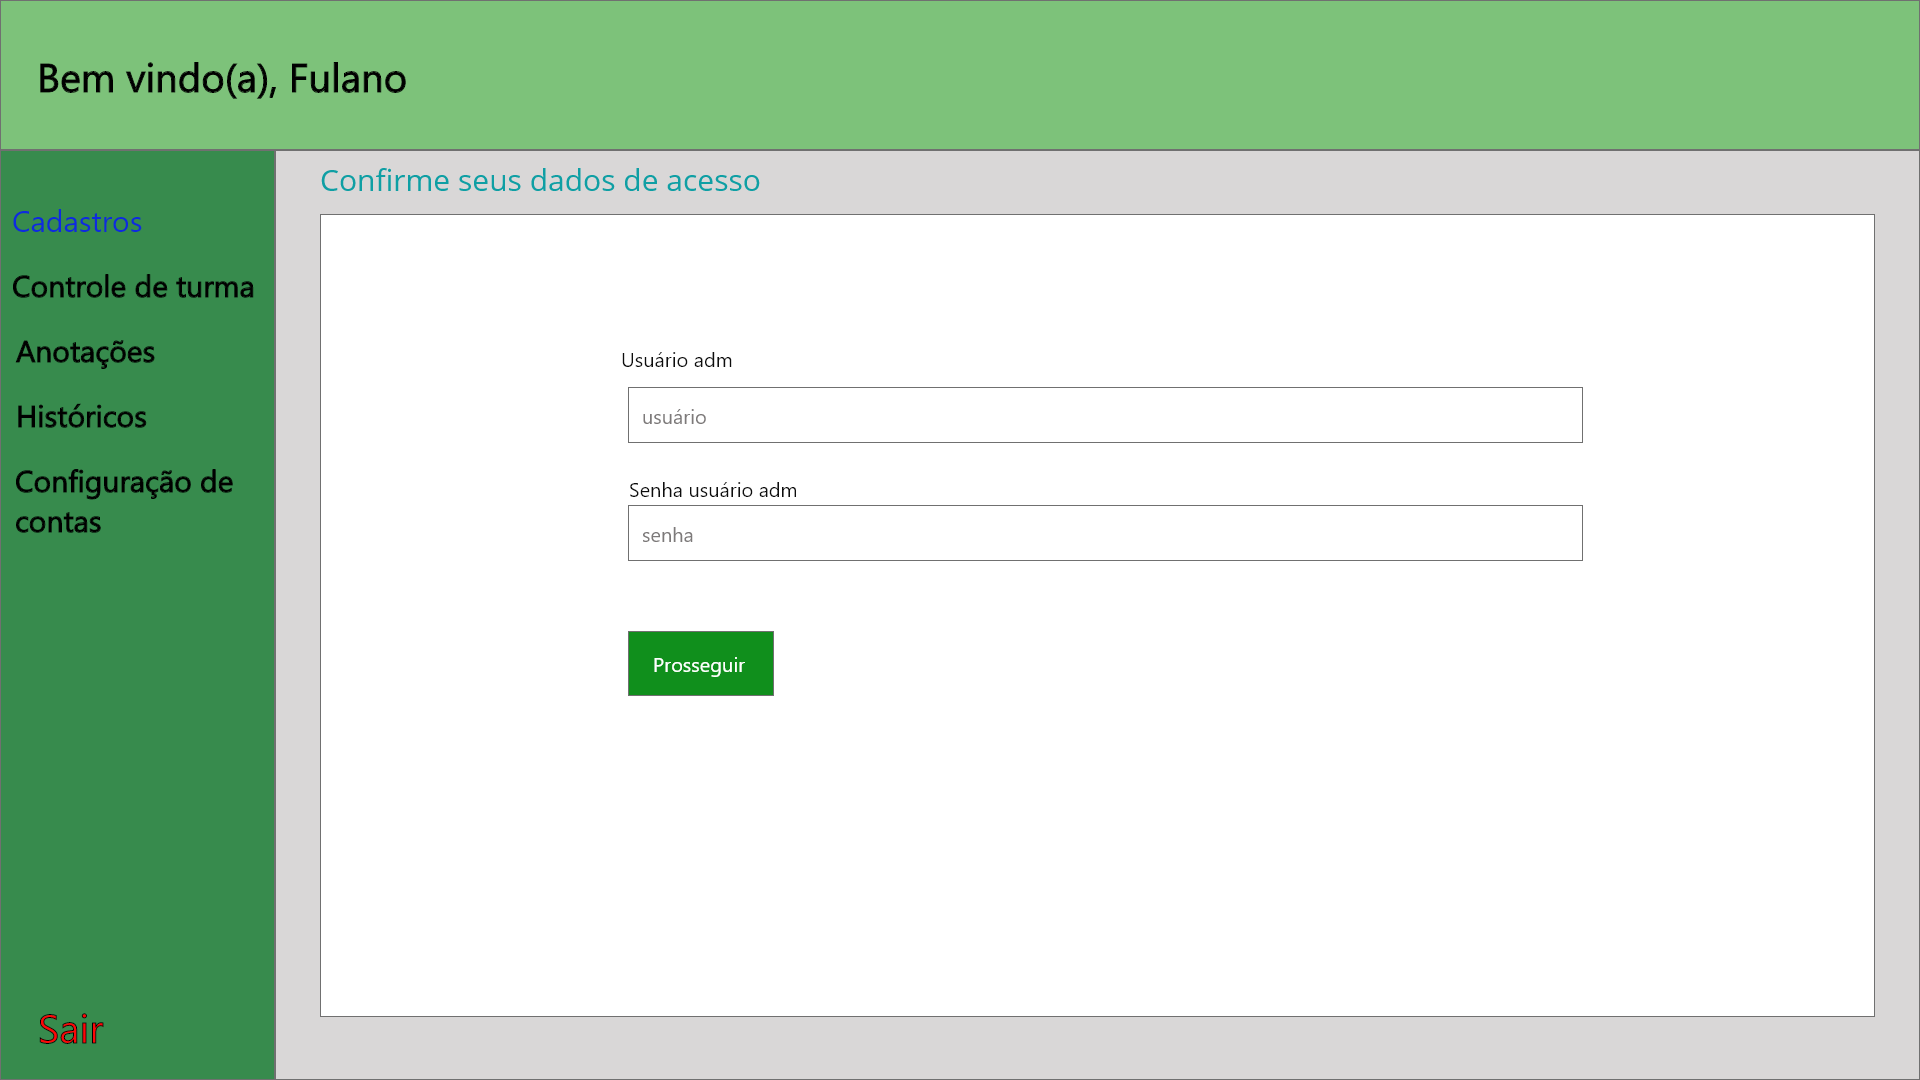 Bem vindo(a), Fulano
Cadastros
Controle de turma
Anotações
Históricos
Configuração de
contas
Sair
Confirme seus dados de acesso
Usuário adm
usuário
Senha usuário adm
senha
Prosseguir